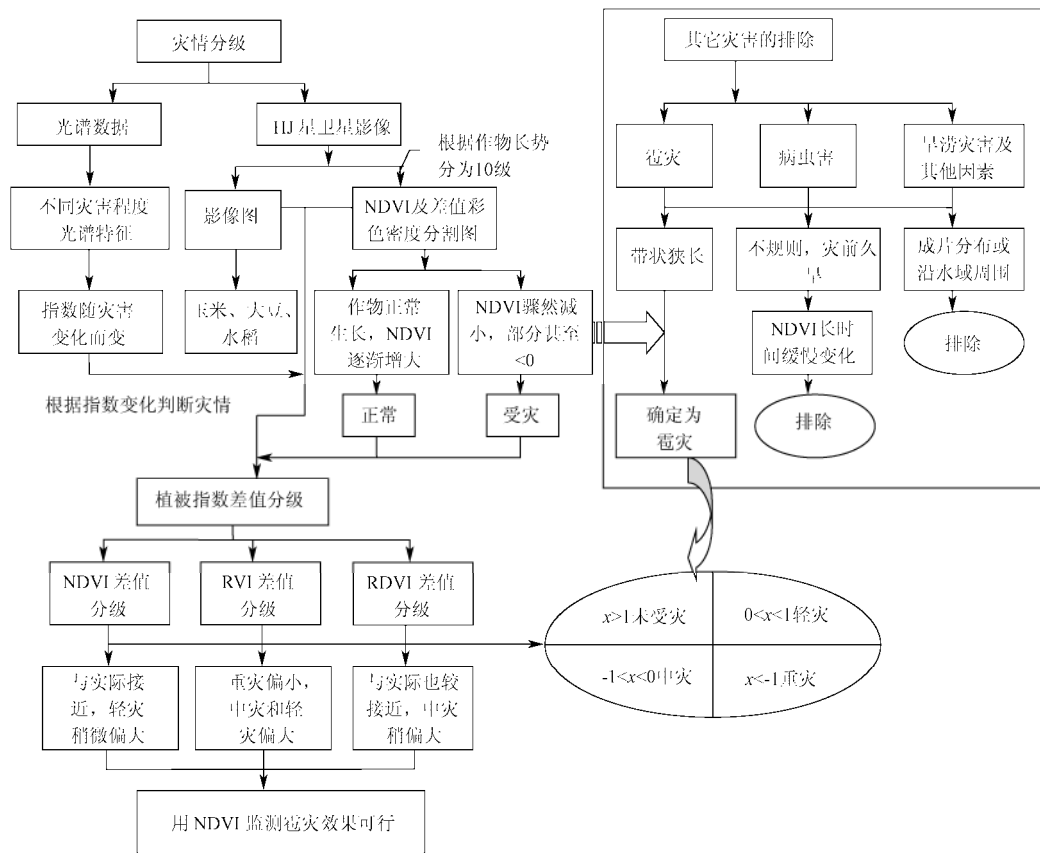 灾情分级
其它灾害的排除
光谱数据
HJ星卫星影像
根据作物长势
分为10级
雹灾
病虫害
旱涝灾害及
其他因素
不同灾害程度
光谱特征
影像图
NDVI及差值彩
色密度分割图
带状狭长
不规则，灾前久
旱
成片分布或
沿水域周围
指数随灾害
变化而变
玉米、大豆、
水稻
作物正常
生长，NDVI
逐渐增大
NDVI骤然减
小，部分甚至
<0
NDVI长时
间缓慢变化
排除
根据指数变化判断灾情
正常
受灾
确定为
雹灾
排除
植被指数差值分级
NDVI差值
分级
RVI差值
分级
RDVI差值
分级
x>1未受灾
0<x<1轻灾
-1<x<0中灾
x<-1重灾
与实际接
近，轻灾
稍微偏大
重灾偏小，
中灾和轻
灾偏大
与实际也较
接近，中灾
稍偏大
用NDVI监测雹灾效果可行